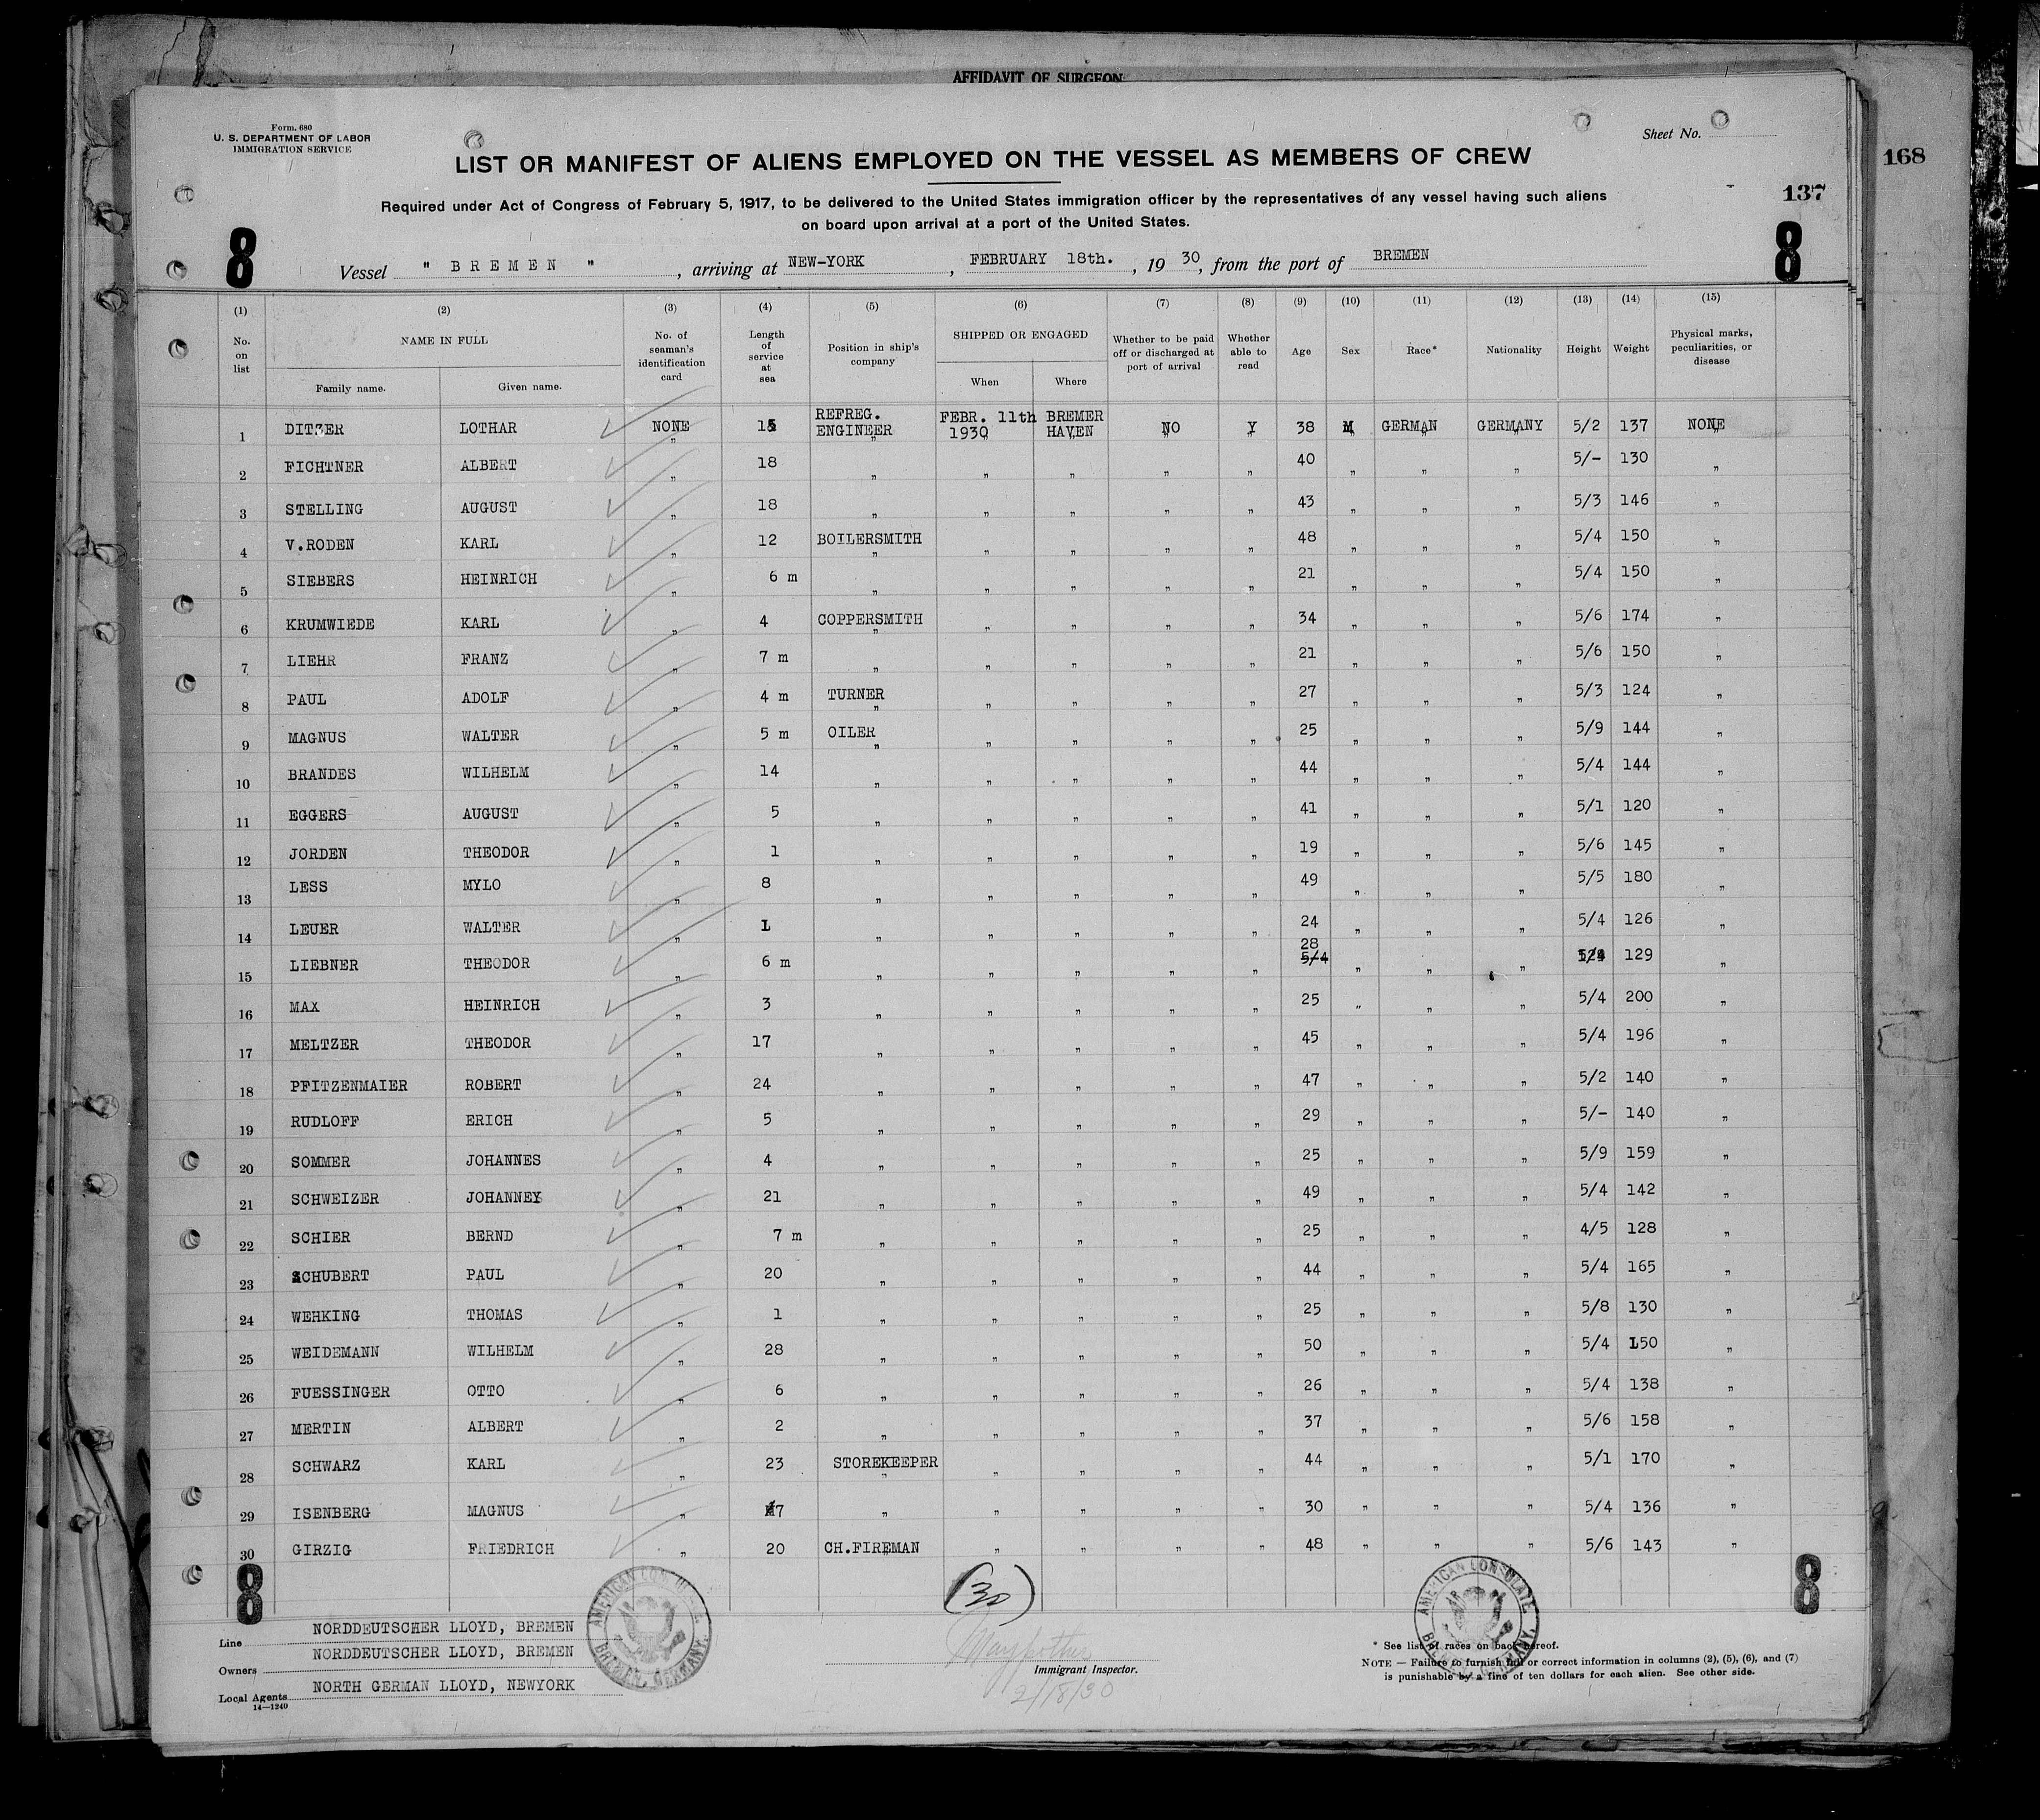 AFFIDAVIT OF SURGEON
Form. 680
U. S. DEPARTMENT OF LABOR
IMMIGRATION SERVICE
Sheet No.
168
137
LIST OR MANIFEST OF ALIENS EMPLOYED ON THE VESSEL AS MEMBERS OF CREW
Required under Act of Congress of February 5, 1917, to be delivered to the United States immigration officer by the representatives of any vessel having such aliens
on board upon arrival at a port of the United States.
8 8
Vessel " BREMEN ", arriving at NEW-YORK, FEBRUARY 18th., 1930, from the port of BREMEN
(1) (2) (3) (4) (5) (6) (7) (8) (9) (10) (11) (12) (13) (14) (15)
No. on list NAME IN FULL Family name. Given name. No. of seaman's identification card Length of service at sea Position in ship's company SHIPPED OR ENGAGED When Where Whether to be paid off or discharged at port of arrival Whether able to read Age Sex Race* Nationality Height Weight Physical marks, peculiarities, or disease
1 DITZER LOTHAR NONE 15 REFREG. ENGINEER FEBR. 11th 1930 BREMER HAVEN NO Y 38 M GERMAN GERMANY 5/2 137 NONE
2 FICHTNER ALBERT " 18 " " " " " 40 " " " 5/- 130 "
3 STELLING AUGUST " 18 " " " " " 43 " " " 5/3 146 "
4 V.RODEN KARL " 12 BOILERSMITH " " " " 48 " " " 5/4 150 "
5 SIEBERS HEINRICH " 6 m " " " " " 21 " " " 5/4 150 "
6 KRUMWIEDE KARL " 4 COPPERSMITH " " " " 34 " " " 5/6 174 "
7 LIEHR FRANZ " 7 m " " " " " 21 " " " 5/6 150 "
8 PAUL ADOLF " 4 m TURNER " " " " 27 " " " 5/3 124 "
9 MAGNUS WALTER " 5 m OILER " " " " 25 " " " 5/9 144 "
10 BRANDES WILHELM " 14 " " " " " 44 " " " 5/4 144 "
11 EGGERS AUGUST " 5 " " " " " 41 " " " 5/1 120 "
12 JORDEN THEODOR " 1 " " " " " 19 " " " 5/6 145 "
13 LESS MYLO " 8 " " " " " 49 " " " 5/5 180 "
14 LEUER WALTER " 1 " " " " " 24 " " " 5/4 126 "
15 LIEBNER THEODOR " 6 m " " " " " 28 5/4 " " " 129 "
16 MAX HEINRICH " 3 " " " " " 25 " " " 5/4 200 "
17 MELTZER THEODOR " 17 " " " " " 45 " " " 5/4 196 "
18 PFITZENMAIER ROBERT " 24 " " " " " 47 " " " 5/2 140 "
19 RUDLOFF ERICH " 5 " " " " " 29 " " " 5/- 140 "
20 SOMMER JOHANNES " 4 " " " " " 25 " " " 5/9 159 "
21 SCHWEIZER JOHANNEY " 21 " " " " " 49 " " " 5/4 142 "
22 SCHIER BERND " 7 m " " " " " 25 " " " 4/5 128 "
23 SCHUBERT PAUL " 20 " " " " " 44 " " " 5/4 165 "
24 WEHKING THOMAS " 1 " " " " " 25 " " " 5/8 130 "
25 WEIDEMANN WILHELM " 28 " " " " " 50 " " " 5/4 150 "
26 FUESSINGER OTTO " 6 " " " " " 26 " " " 5/4 138 "
27 MERTIN ALBERT " 2 " " " " " 37 " " " 5/6 158 "
28 SCHWARZ KARL " 23 STOREKEEPER " " " " 44 " " " 5/1 170 "
29 ISENBERG MAGNUS " 7 " " " " " 30 " " " 5/4 136 "
30 GIRZIG FRIEDRICH " 20 CH.FIREMAN " " " " 48 " " " 5/6 143 "
8 (30) 8
AMERICAN CONSULATE BREMEN, GERMANY.
AMERICAN CONSULATE BREMEN, GERMANY.
Line NORDDEUTSCHER LLOYD, BREMEN
Owners NORDDEUTSCHER LLOYD, BREMEN
Local Agents NORTH GERMAN LLOYD, NEWYORK
14—1240
Immigrant Inspector.
2/18/30
* See list of races on back hereof.
NOTE — Failure to furnish full or correct information in columns (2), (5), (6), and (7)
is punishable by a fine of ten dollars for each alien. See other side.